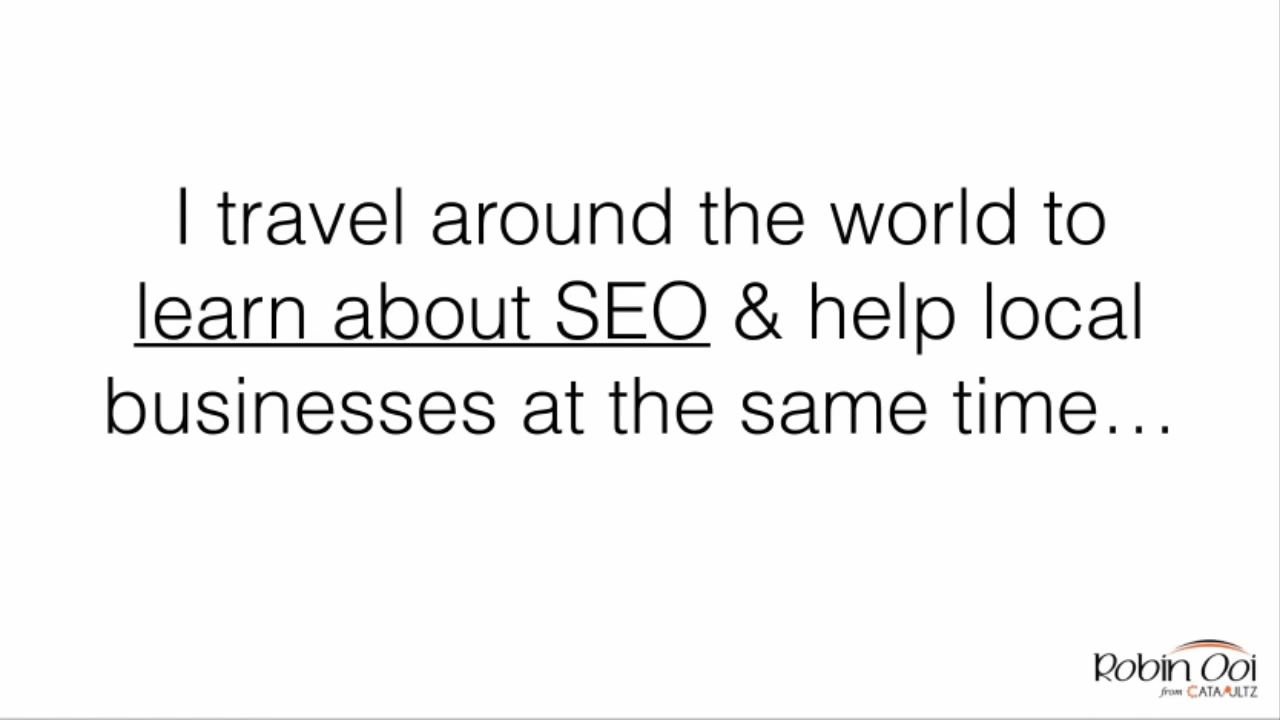 I travel around the world to
learn about SEO & help local
businesses at the same time…
Robin Ooi
from CATAPULTZ